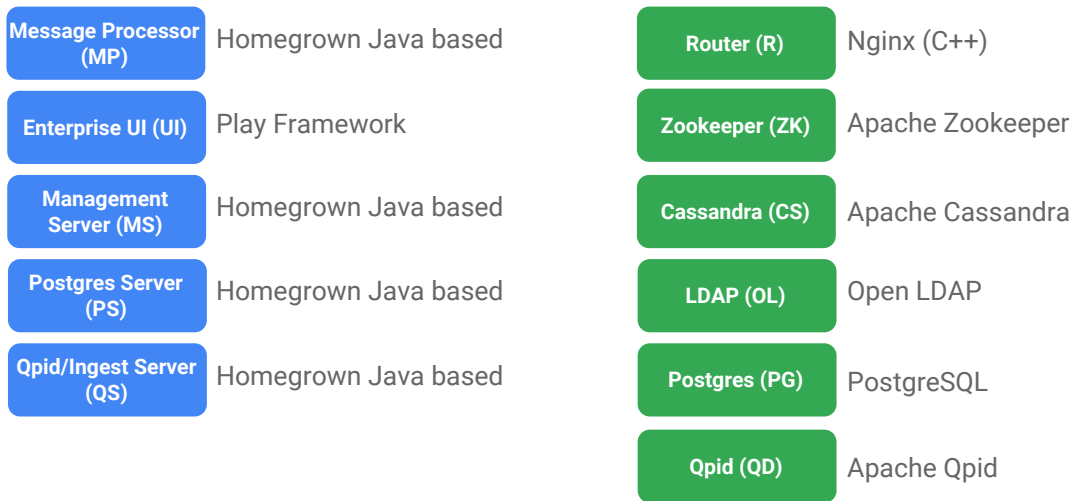 Message Processor
(MP)
Homegrown Java based
Enterprise UI (UI)
Play Framework
Management
Server (MS)
Homegrown Java based
Postgres Server
(PS)
Homegrown Java based
Qpid/Ingest Server
(QS)
Homegrown Java based
Router (R)
Nginx (C++)
Zookeeper (ZK)
Apache Zookeeper
Cassandra (CS)
Apache Cassandra
LDAP (OL)
Open LDAP
Postgres (PG)
PostgreSQL
Qpid (QD)
Apache Qpid